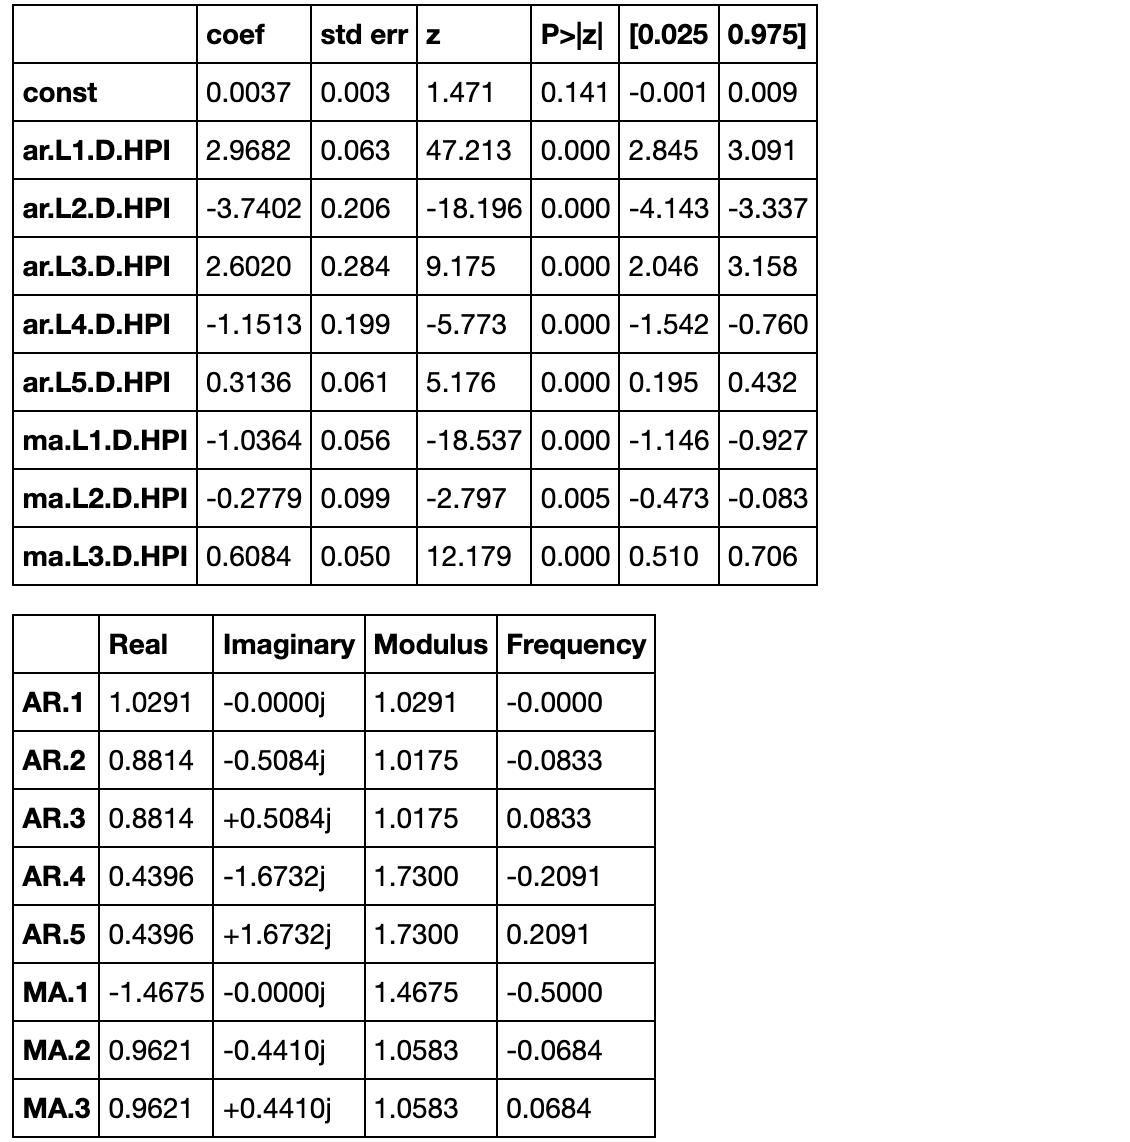 coef std err z P>|z| [0.025 0.975]
const 0.0037 0.003 1.471 0.141 -0.001 0.009
ar.L1.D.HPI 2.9682 0.063 47.213 0.000 2.845 3.091
ar.L2.D.HPI -3.7402 0.206 -18.196 0.000 -4.143 -3.337
ar.L3.D.HPI 2.6020 0.284 9.175 0.000 2.046 3.158
ar.L4.D.HPI -1.1513 0.199 -5.773 0.000 -1.542 -0.760
ar.L5.D.HPI 0.3136 0.061 5.176 0.000 0.195 0.432
ma.L1.D.HPI -1.0364 0.056 -18.537 0.000 -1.146 -0.927
ma.L2.D.HPI -0.2779 0.099 -2.797 0.005 -0.473 -0.083
ma.L3.D.HPI 0.6084 0.050 12.179 0.000 0.510 0.706
Real Imaginary Modulus Frequency
AR.1 1.0291 -0.0000j 1.0291 -0.0000
AR.2 0.8814 -0.5084j 1.0175 -0.0833
AR.3 0.8814 +0.5084j 1.0175 0.0833
AR.4 0.4396 -1.6732j 1.7300 -0.2091
AR.5 0.4396 +1.6732j 1.7300 0.2091
MA.1 -1.4675 -0.0000j 1.4675 -0.5000
MA.2 0.9621 -0.4410j 1.0583 -0.0684
MA.3 0.9621 +0.4410j 1.0583 0.0684